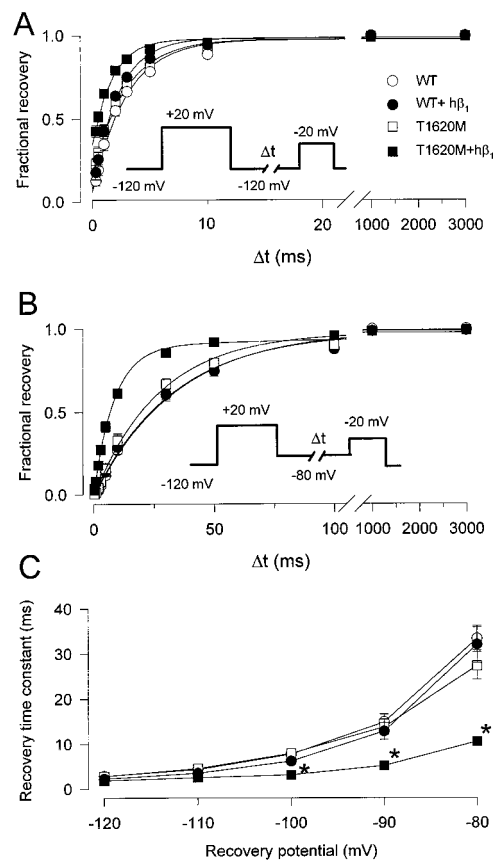 A
Fractional recovery
1.0
0.5
0.0
+20 mV
-20 mV
Δt
-120 mV
-120 mV
WT
WT+ hβ1
T1620M
T1620M+hβ1
0 10 20 1000 2000 3000
Δt (ms)
B
Fractional recovery
1.0
0.5
0.0
+20 mV
-20 mV
Δt
-120 mV
-80 mV
0 50 100 1000 2000 3000
Δt (ms)
C
Recovery time constant (ms)
40
30
20
10
0
*
*
*
-120 -110 -100 -90 -80
Recovery potential (mV)